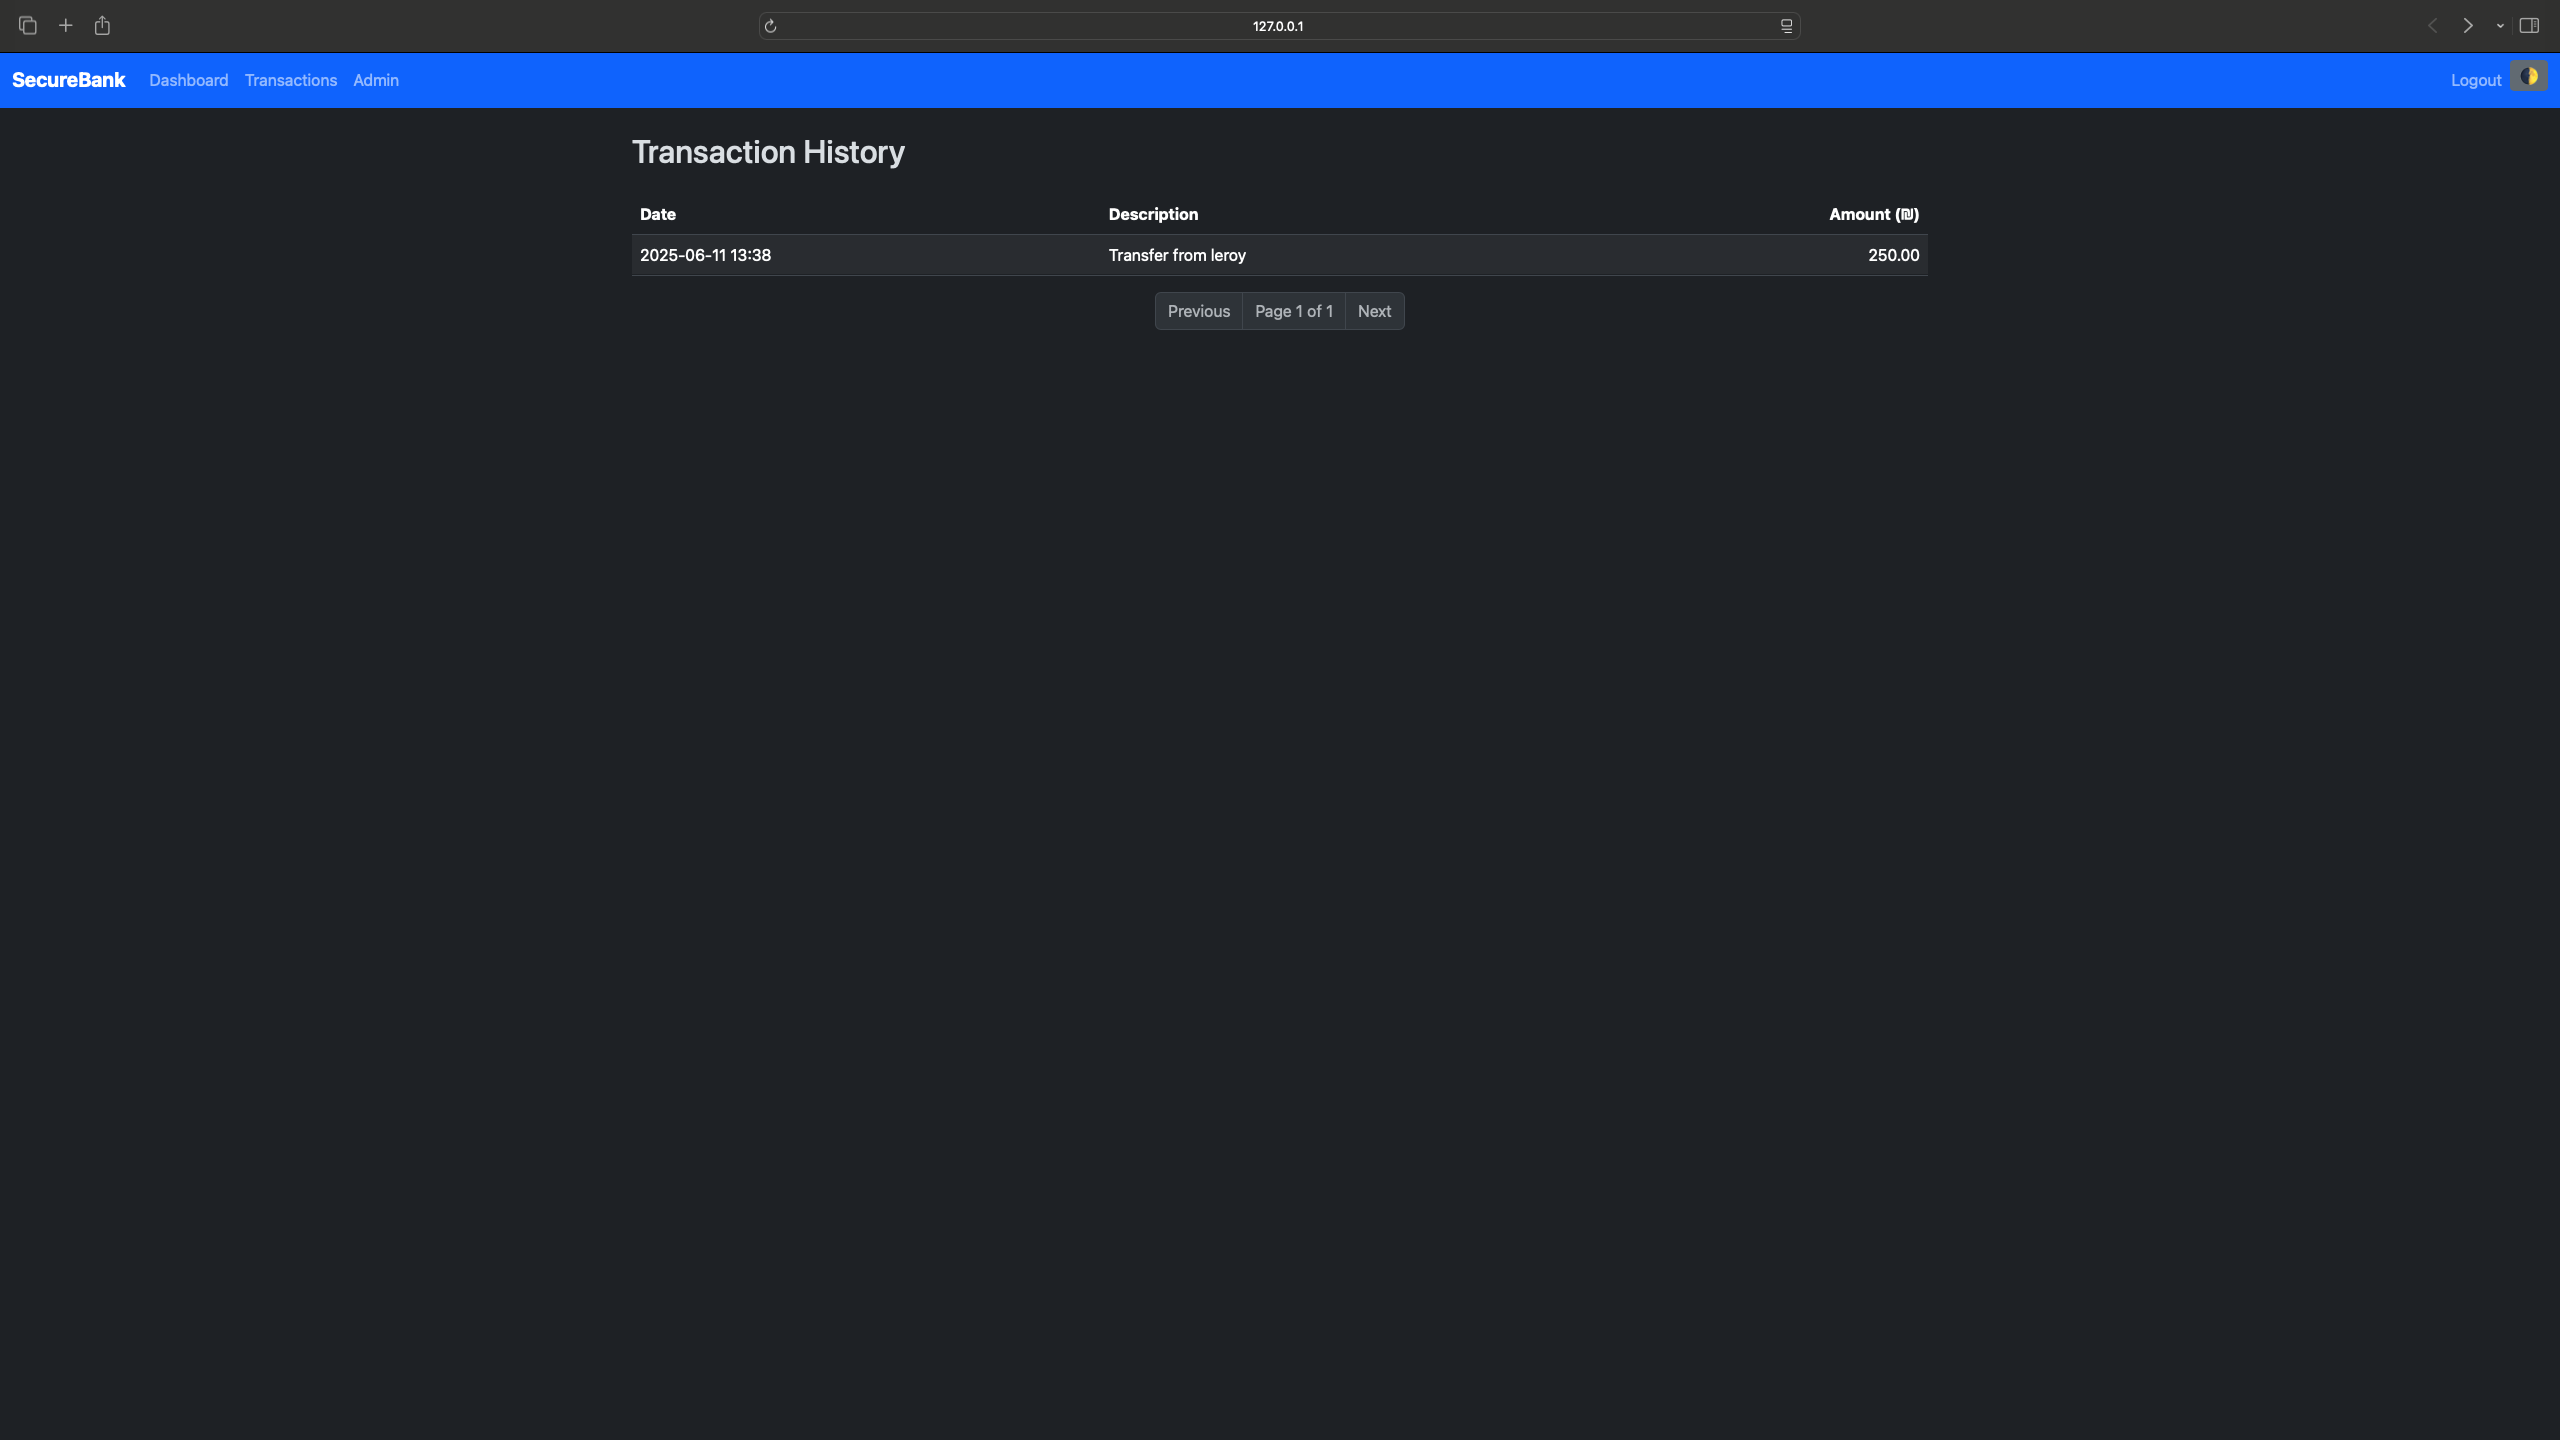 127.0.0.1
SecureBank Dashboard Transactions Admin Logout
Transaction History
Date Description Amount (₪)
2025-06-11 13:38 Transfer from leroy 250.00
Previous Page 1 of 1 Next